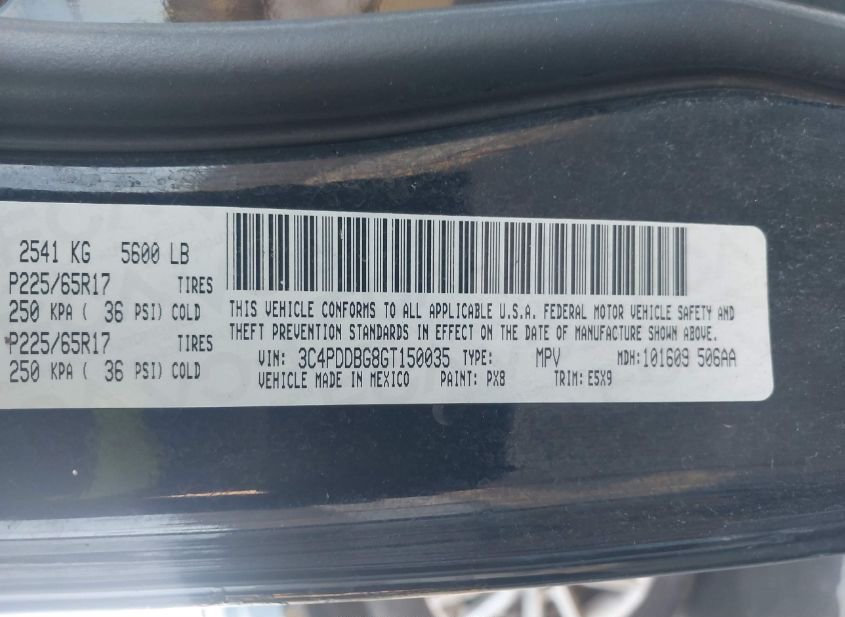 2541 KG 5600 LB
P225/65R17 TIRES
250 KPA ( 36 PSI) COLD
P225/65R17 TIRES
250 KPA ( 36 PSI) COLD
THIS VEHICLE CONFORMS TO ALL APPLICABLE U.S.A. FEDERAL MOTOR VEHICLE SAFETY AND
THEFT PREVENTION STANDARDS IN EFFECT ON THE DATE OF MANUFACTURE SHOWN ABOVE.
VIN: 3C4PDDBG8GT150035 TYPE: MPV MDH:101609 506AA
VEHICLE MADE IN MEXICO PAINT: PX8 TRIM: E5X9